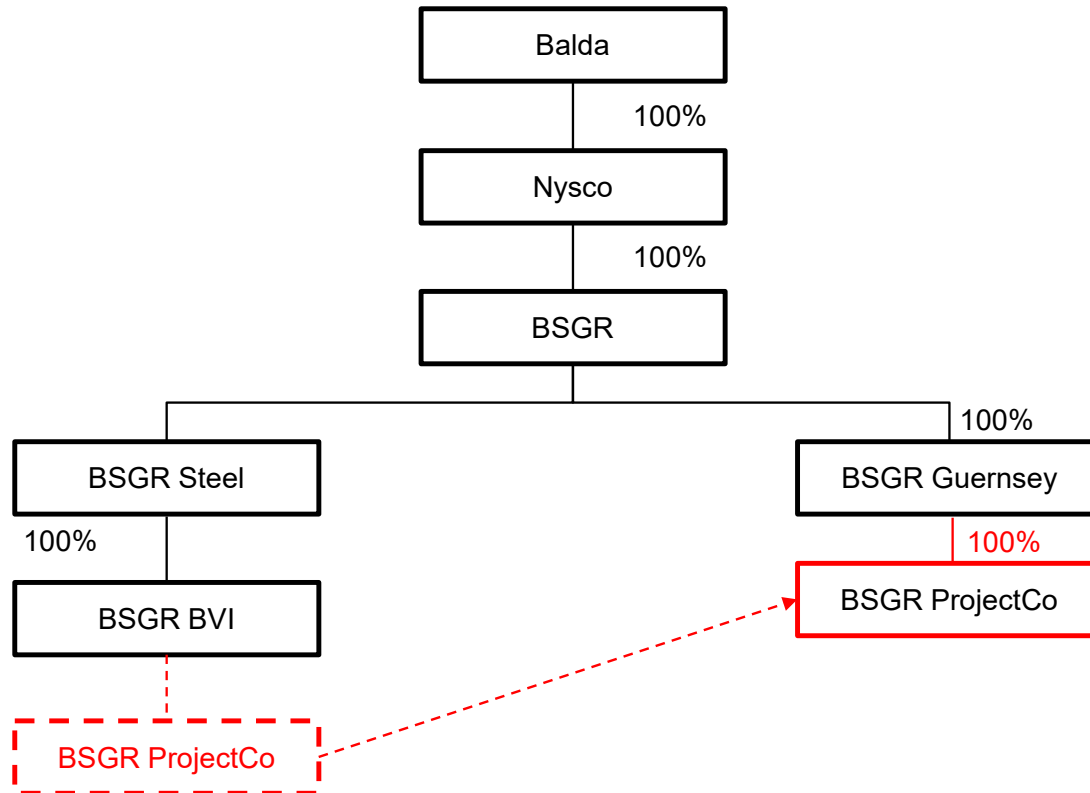 Balda
100%
Nysco
100%
BSGR
100%
BSGR Steel
BSGR Guernsey
100%
100%
BSGR BVI
BSGR ProjectCo
BSGR ProjectCo